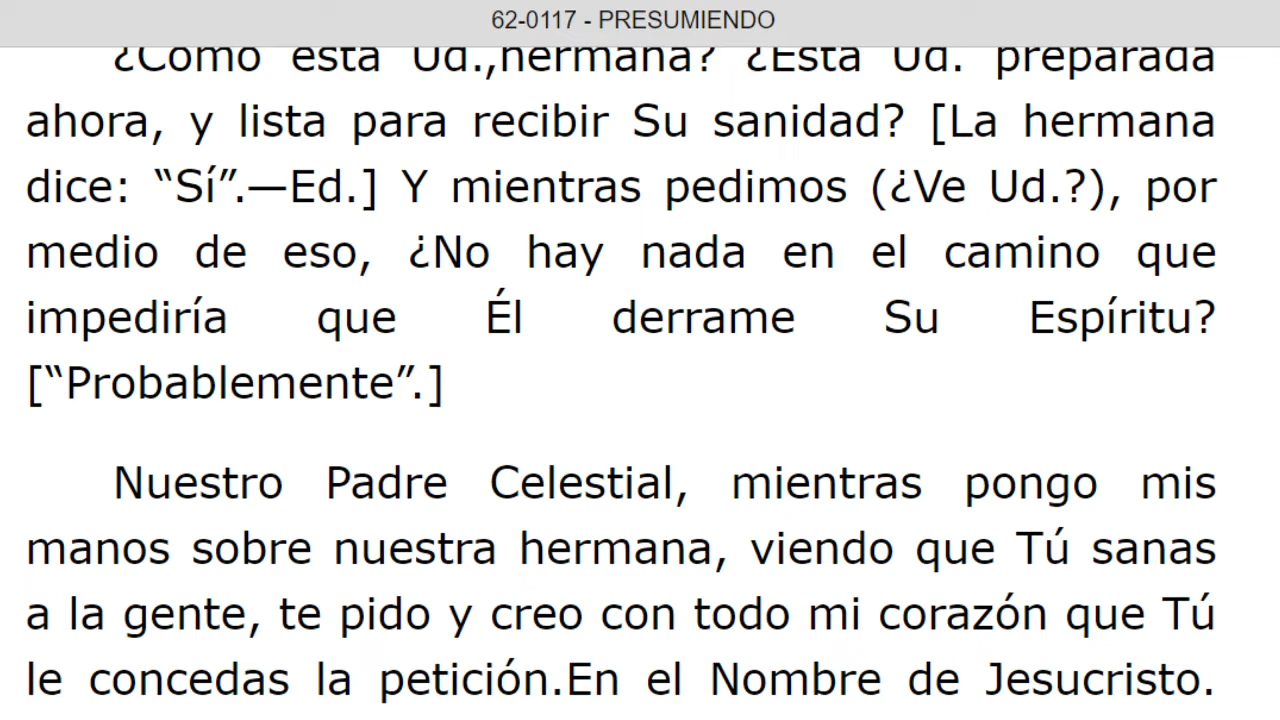 62-0117 - PRESUMIENDO
¿Cómo está Ud.,hermana? ¿Está Ud. preparada
ahora, y lista para recibir Su sanidad? [La hermana
dice: “Sí”.—Ed.] Y mientras pedimos (¿Ve Ud.?), por
medio de eso, ¿No hay nada en el camino que
impediría que Él derrame Su Espíritu?
[“Probablemente”.]
Nuestro Padre Celestial, mientras pongo mis
manos sobre nuestra hermana, viendo que Tú sanas
a la gente, te pido y creo con todo mi corazón que Tú
le concedas la petición.En el Nombre de Jesucristo.